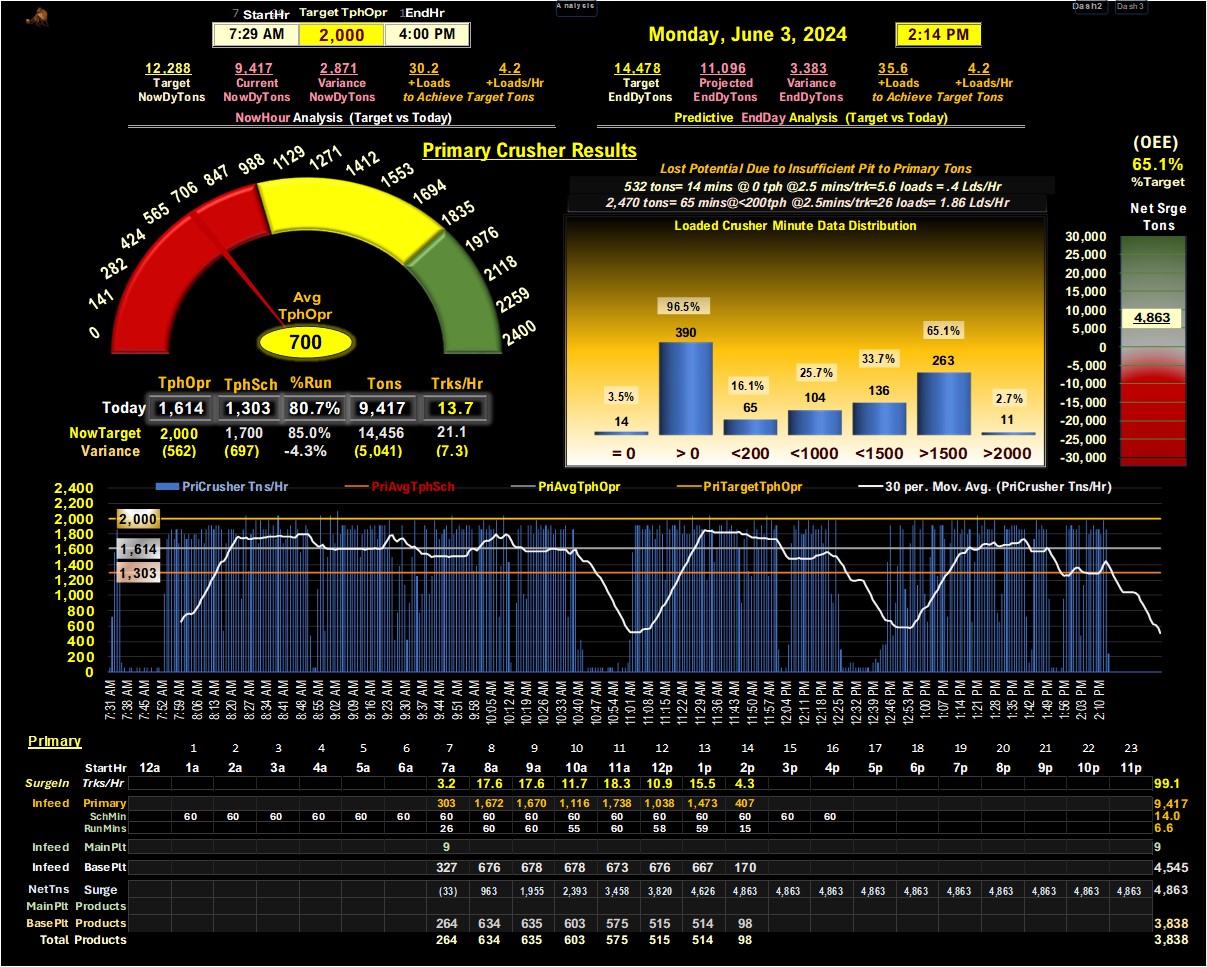 StartHr Target TphOpr EndHr
7:29 AM 2,000 4:00 PM
Analysis
Dash2 Dash3
Monday, June 3, 2024 2:14 PM
12,288 9,417 2,871 30.2 4.2
Target Current Variance +Loads +Loads/Hr
NowDyTons NowDyTons NowDyTons to Achieve Target Tons
NowHour Analysis (Target vs Today)
14,478 11,096 3,383 35.6 4.2
Target Projected Variance +Loads +Loads/Hr
EndDyTons EndDyTons EndDyTons to Achieve Target Tons
Predictive EndDay Analysis (Target vs Today)
Primary Crusher Results
0 141 282 424 565 706 847 988 1129 1271 1412 1553 1694 1835 1976 2118 2259 2400
Avg
TphOpr
700
TphOpr TphSch %Run Tons Trks/Hr
Today 1,614 1,303 80.7% 9,417 13.7
NowTarget 2,000 1,700 85.0% 14,456 21.1
Variance (562) (697) -4.3% (5,041) (7.3)
Lost Potential Due to Insufficient Pit to Primary Tons
532 tons= 14 mins @ 0 tph @2.5 mins/trk=5.6 loads = .4 Lds/Hr
2,470 tons= 65 mins@<200tph @2.5mins/trk=26 loads= 1.86 Lds/Hr
Loaded Crusher Minute Data Distribution
3.5% 96.5% 16.1% 25.7% 33.7% 65.1% 2.7%
14 390 65 104 136 263 11
= 0 > 0 <200 <1000 <1500 >1500 >2000
(OEE)
65.1%
%Target
Net Srge
Tons
30,000
25,000
20,000
15,000
10,000
4,863
5,000
0
-5,000
-10,000
-15,000
-20,000
-25,000
-30,000
PriCrusher Tns/Hr PriAvgTphSch PriAvgTphOpr PriTargetTphOpr 30 per. Mov. Avg. (PriCrusher Tns/Hr)
2,400
2,200
2,000 2,000
1,800
1,600 1,614
1,400 1,303
1,200
1,000
800
600
400
200
0
7:31 AM 7:38 AM 7:45 AM 7:52 AM 7:59 AM 8:06 AM 8:13 AM 8:20 AM 8:27 AM 8:34 AM 8:41 AM 8:48 AM 8:55 AM 9:02 AM 9:09 AM 9:16 AM 9:23 AM 9:30 AM 9:37 AM 9:44 AM 9:51 AM 9:58 AM 10:05 AM 10:12 AM 10:19 AM 10:26 AM 10:33 AM 10:40 AM 10:47 AM 10:54 AM 11:01 AM 11:08 AM 11:15 AM 11:22 AM 11:29 AM 11:36 AM 11:43 AM 11:50 AM 11:57 AM 12:04 PM 12:11 PM 12:18 PM 12:25 PM 12:32 PM 12:39 PM 12:46 PM 12:53 PM 1:00 PM 1:07 PM 1:14 PM 1:21 PM 1:28 PM 1:35 PM 1:42 PM 1:49 PM 1:56 PM 2:03 PM 2:10 PM
Primary
1 2 3 4 5 6 7 8 9 10 11 12 13 14 15 16 17 18 19 20 21 22 23
StartHr 12a 1a 2a 3a 4a 5a 6a 7a 8a 9a 10a 11a 12p 1p 2p 3p 4p 5p 6p 7p 8p 9p 10p 11p
SurgeIn Trks/Hr 3.2 17.6 17.6 11.7 18.3 10.9 15.5 4.3 99.1
Infeed Primary 303 1,672 1,670 1,116 1,738 1,038 1,473 407 9,417
SchMin 60 60 60 60 60 60 60 60 60 60 60 60 60 60 60 60 14.0
RunMins 26 60 60 55 60 58 59 15 6.6
Infeed MainPlt 9 9
Infeed BasePlt 327 676 678 678 673 676 667 170 4,545
NetTns Surge (33) 963 1,955 2,393 3,458 3,820 4,626 4,863 4,863 4,863 4,863 4,863 4,863 4,863 4,863 4,863 4,863 4,863
MainPlt Products
BasePlt Products 264 634 635 603 575 515 514 98 3,838
Total Products 264 634 635 603 575 515 514 98 3,838